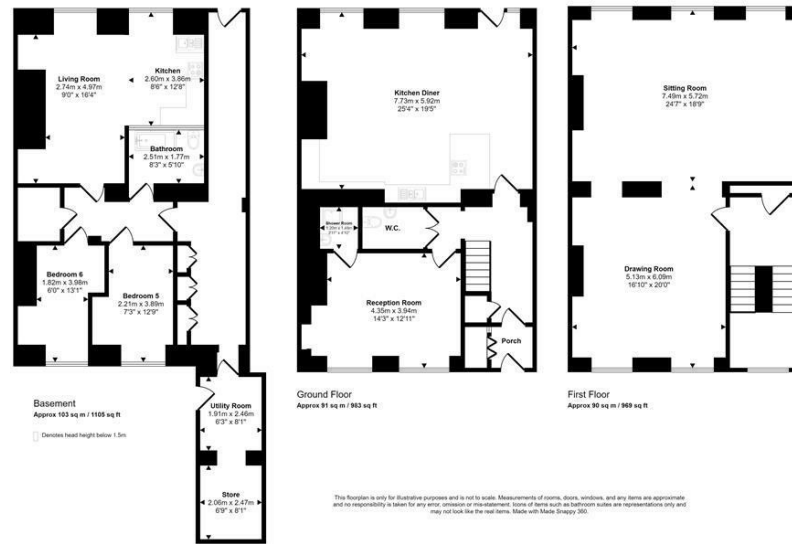 Living Room
2.74m x 4.97m
9'0" x 16'4"
Kitchen
2.60m x 3.86m
8'6" x 12'8"
Bathroom
2.51m x 1.77m
8'3" x 5'10"
Bedroom 6
1.82m x 3.98m
6'0" x 13'1"
Bedroom 5
2.21m x 3.89m
7'3" x 12'9"
Utility Room
1.91m x 2.46m
6'3" x 8'1"
Store
2.06m x 2.47m
6'9" x 8'1"
Basement
Approx 103 sq m / 1105 sq ft
Denotes head height below 1.5m
Kitchen Diner
7.73m x 5.92m
25'4" x 19'5"
Shower Room
W.C.
Reception Room
4.35m x 3.94m
14'3" x 12'11"
Porch
Ground Floor
Approx 91 sq m / 983 sq ft
Sitting Room
7.49m x 5.72m
24'7" x 18'9"
Drawing Room
5.13m x 6.09m
16'10" x 20'0"
First Floor
Approx 90 sq m / 969 sq ft
This floorplan is only for illustrative purposes and is not to scale. Measurements of rooms, doors, windows, and any items are approximate
and no responsibility is taken for any error, omission or mis-statement. Icons of items such as bathroom suites are representations only and
may not look like the real items. Made with Made Snappy 360.